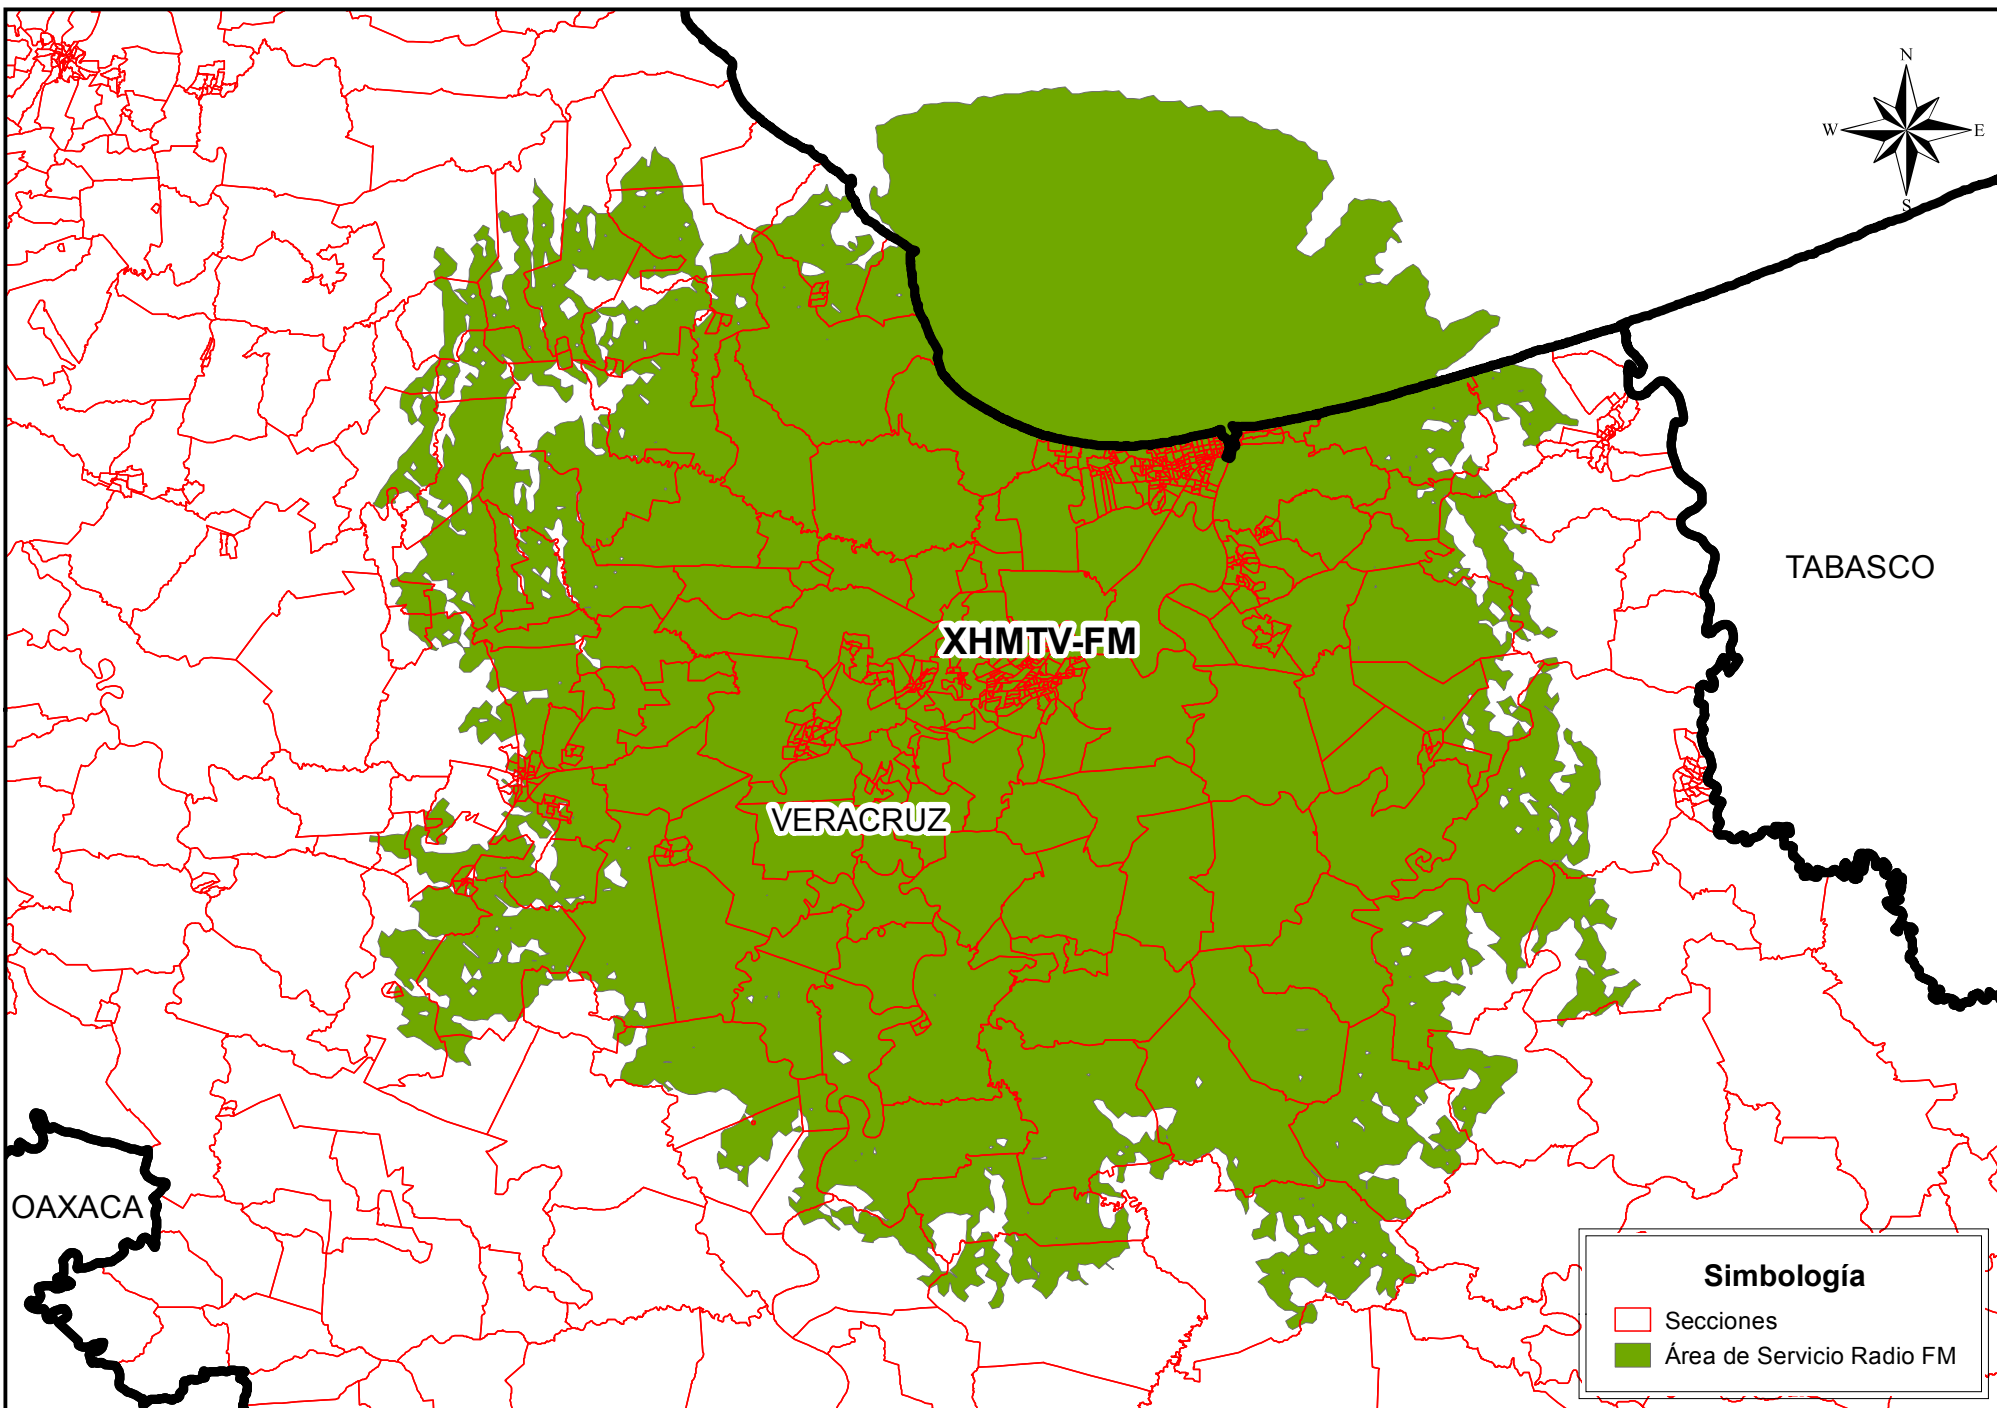 N
W E
S
TABASCO
XHMTV-FM
VERACRUZ
OAXACA
Simbología
Secciones
Área de Servicio Radio FM